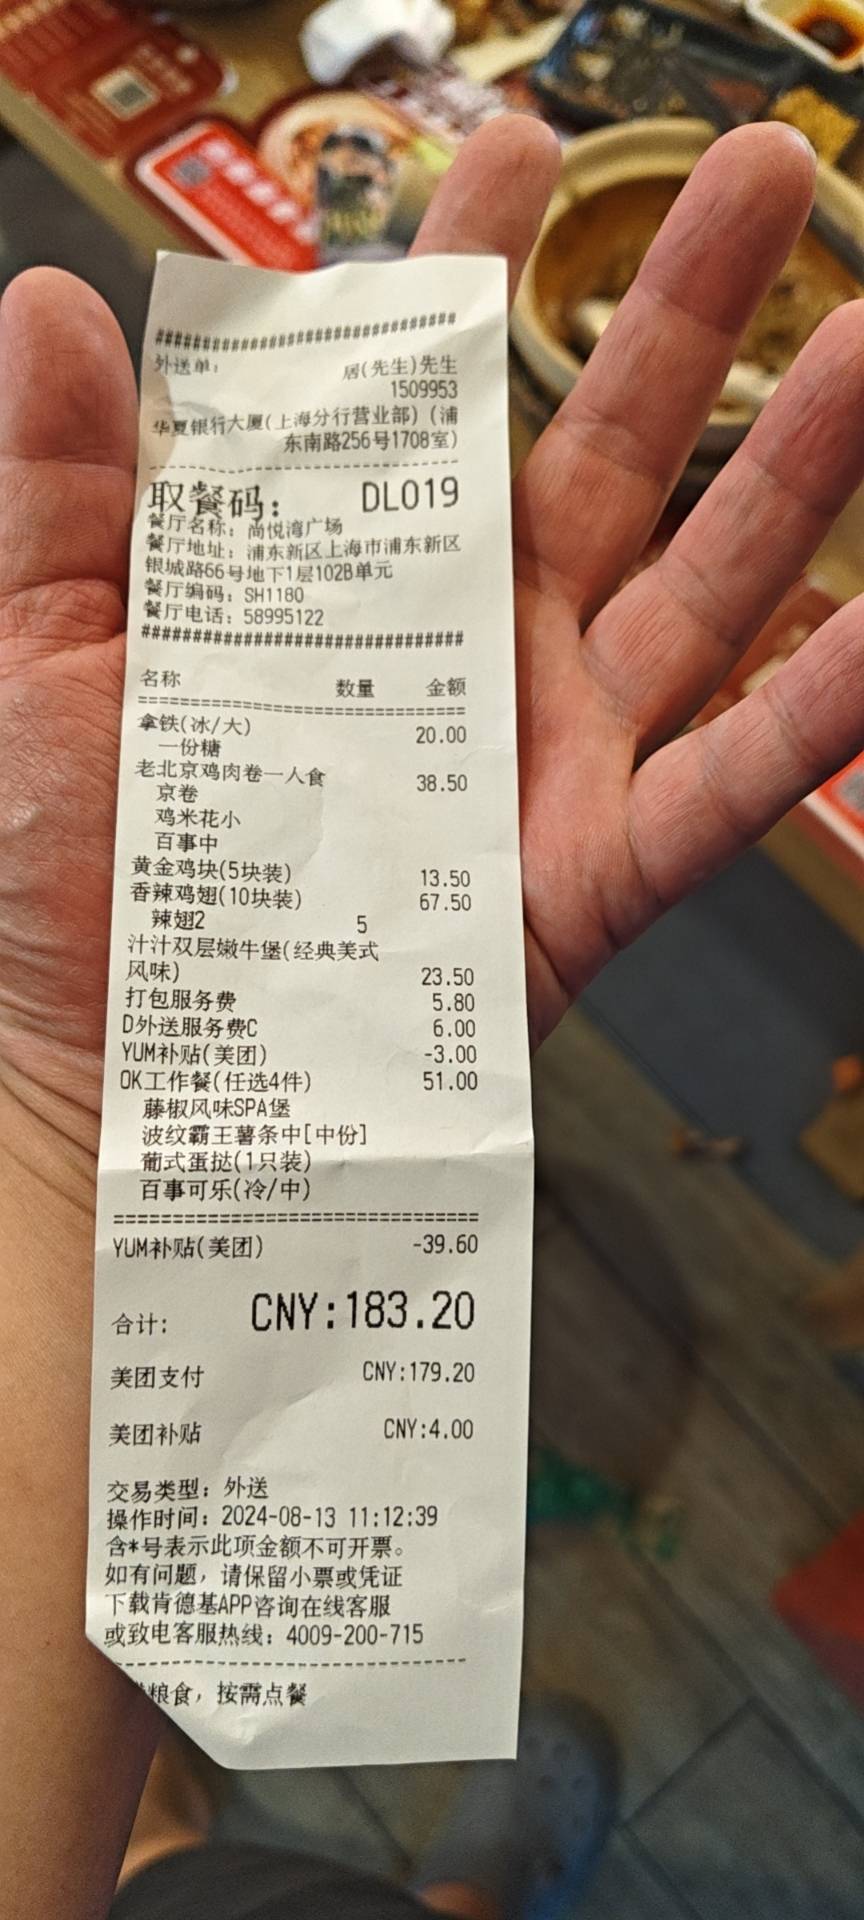 ##############################
外送单: 居(先生)先生
1509953
华夏银行大厦(上海分行营业部) (浦
东南路256号1708室)
--------------------------------
取餐码: DL019
餐厅名称: 尚悦湾广场
餐厅地址: 浦东新区上海市浦东新区
银城路66号地下1层102B单元
餐厅编码: SH1180
餐厅电话: 58995122
##############################
名称 数量 金额
================================
拿铁(冰/大) 20.00
一份糖
老北京鸡肉卷一人食 38.50
京卷
鸡米花小
百事中
黄金鸡块(5块装) 13.50
香辣鸡翅(10块装) 67.50
辣翅2 5
汁汁双层嫩牛堡(经典美式
风味) 23.50
打包服务费 5.80
D外送服务费C 6.00
YUM补贴(美团) -3.00
OK工作餐(任选4件) 51.00
藤椒风味SPA堡
波纹霸王薯条中[中份]
葡式蛋挞(1只装)
百事可乐(冷/中)
================================
YUM补贴(美团) -39.60
合计: CNY:183.20
美团支付 CNY:179.20
美团补贴 CNY:4.00
交易类型: 外送
操作时间: 2024-08-13 11:12:39
含*号表示此项金额不可开票。
如有问题，请保留小票或凭证
下载肯德基APP咨询在线客服
或致电客服热线: 4009-200-715
--------------------------------
粮食，按需点餐